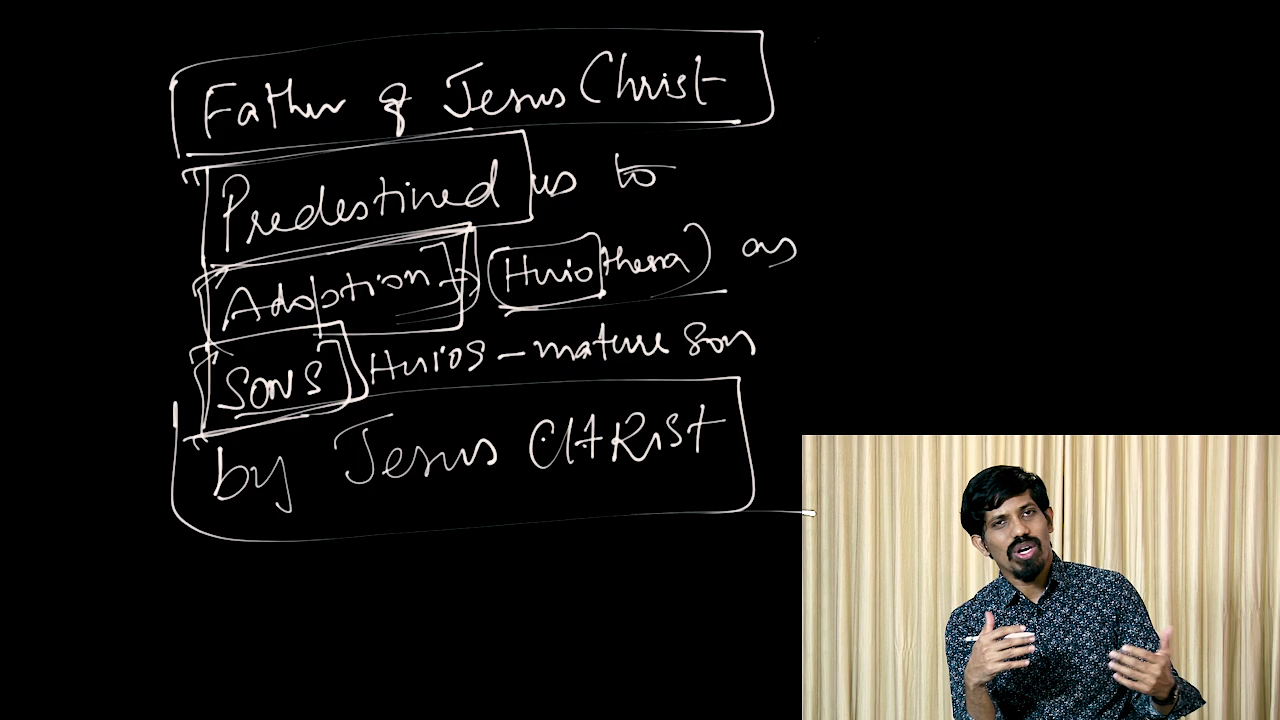 Father of Jesus Christ
Predestined us to
Adoption (Huiothesia) as
SONS Huios - mature son
by Jesus CHRist